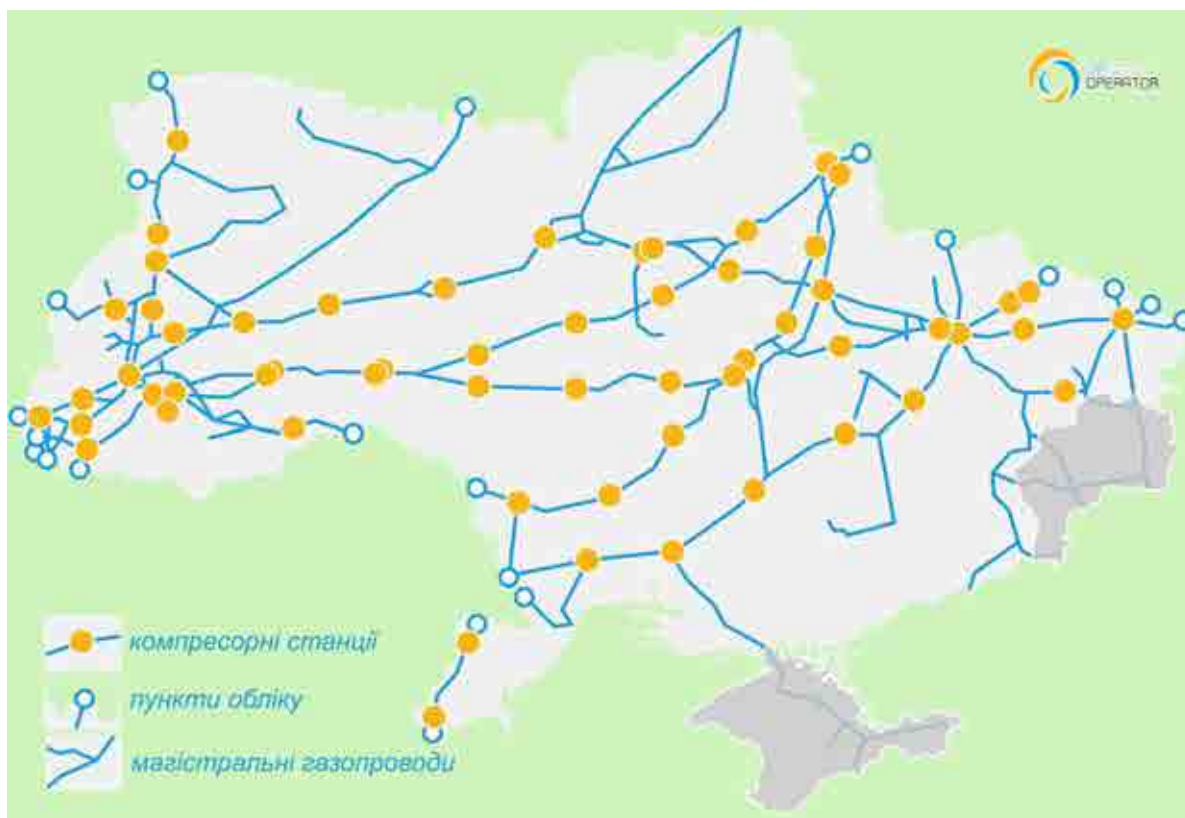 OPERATOR
компресорні станції
пункти обліку
магістральні газопроводи